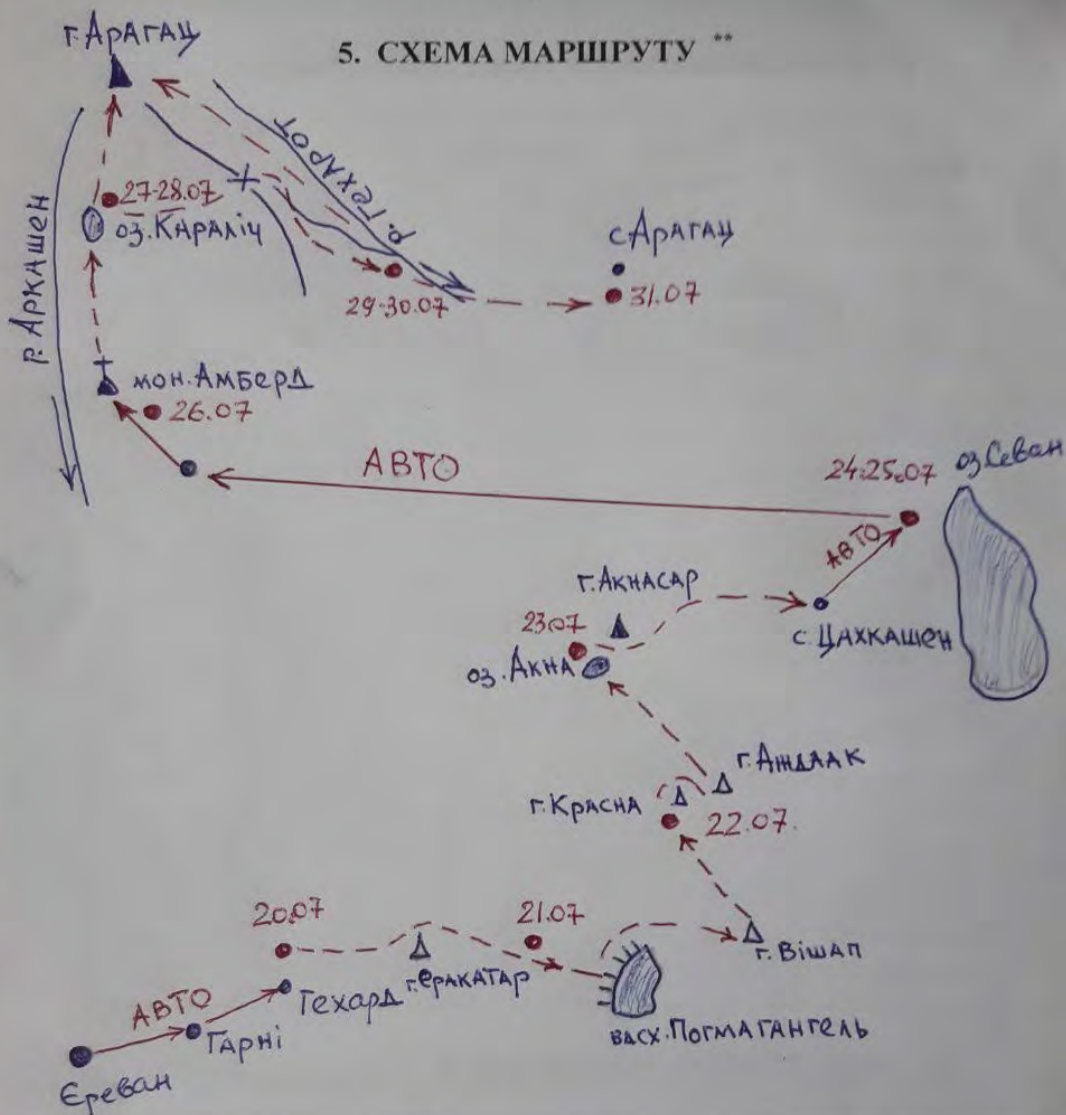 5. СХЕМА МАРШРУТУ **
г. Арагац
р. Гехарот
27-28.07
оз. Караліч
с. Арагац
31.07
29-30.07
р. Аркашен
мон. Амберд
26.07
АВТО
24-25.07
оз. Севан
АВТО
г. Акнасар
23.07
с. Цахкашен
оз. Акна
г. Аждаак
г. Красна
22.07.
20.07
21.07
г. Вішап
г. Еракатар
Гехард
АВТО
васх. Погмагангель
Гарні
Єреван